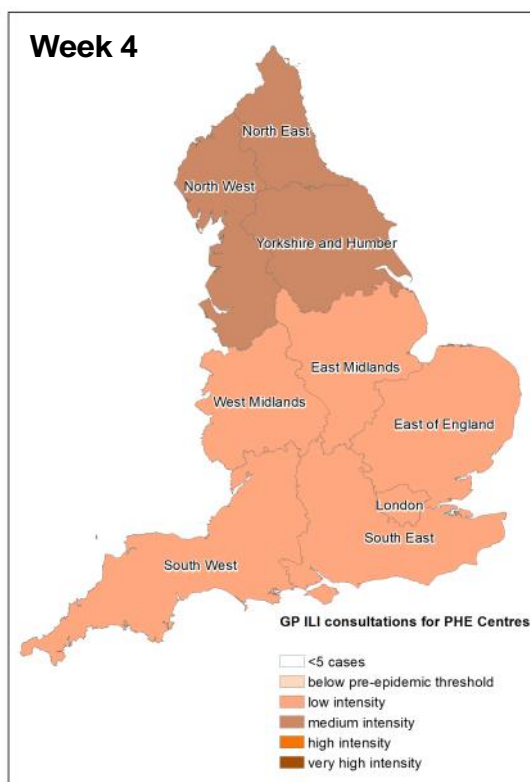 Week 4
North East
North West
Yorkshire and Humber
East Midlands
West Midlands
East of England
London
South East
South West
GP ILI consultations for PHE Centres
<5 cases
below pre-epidemic threshold
low intensity
medium intensity
high intensity
very high intensity